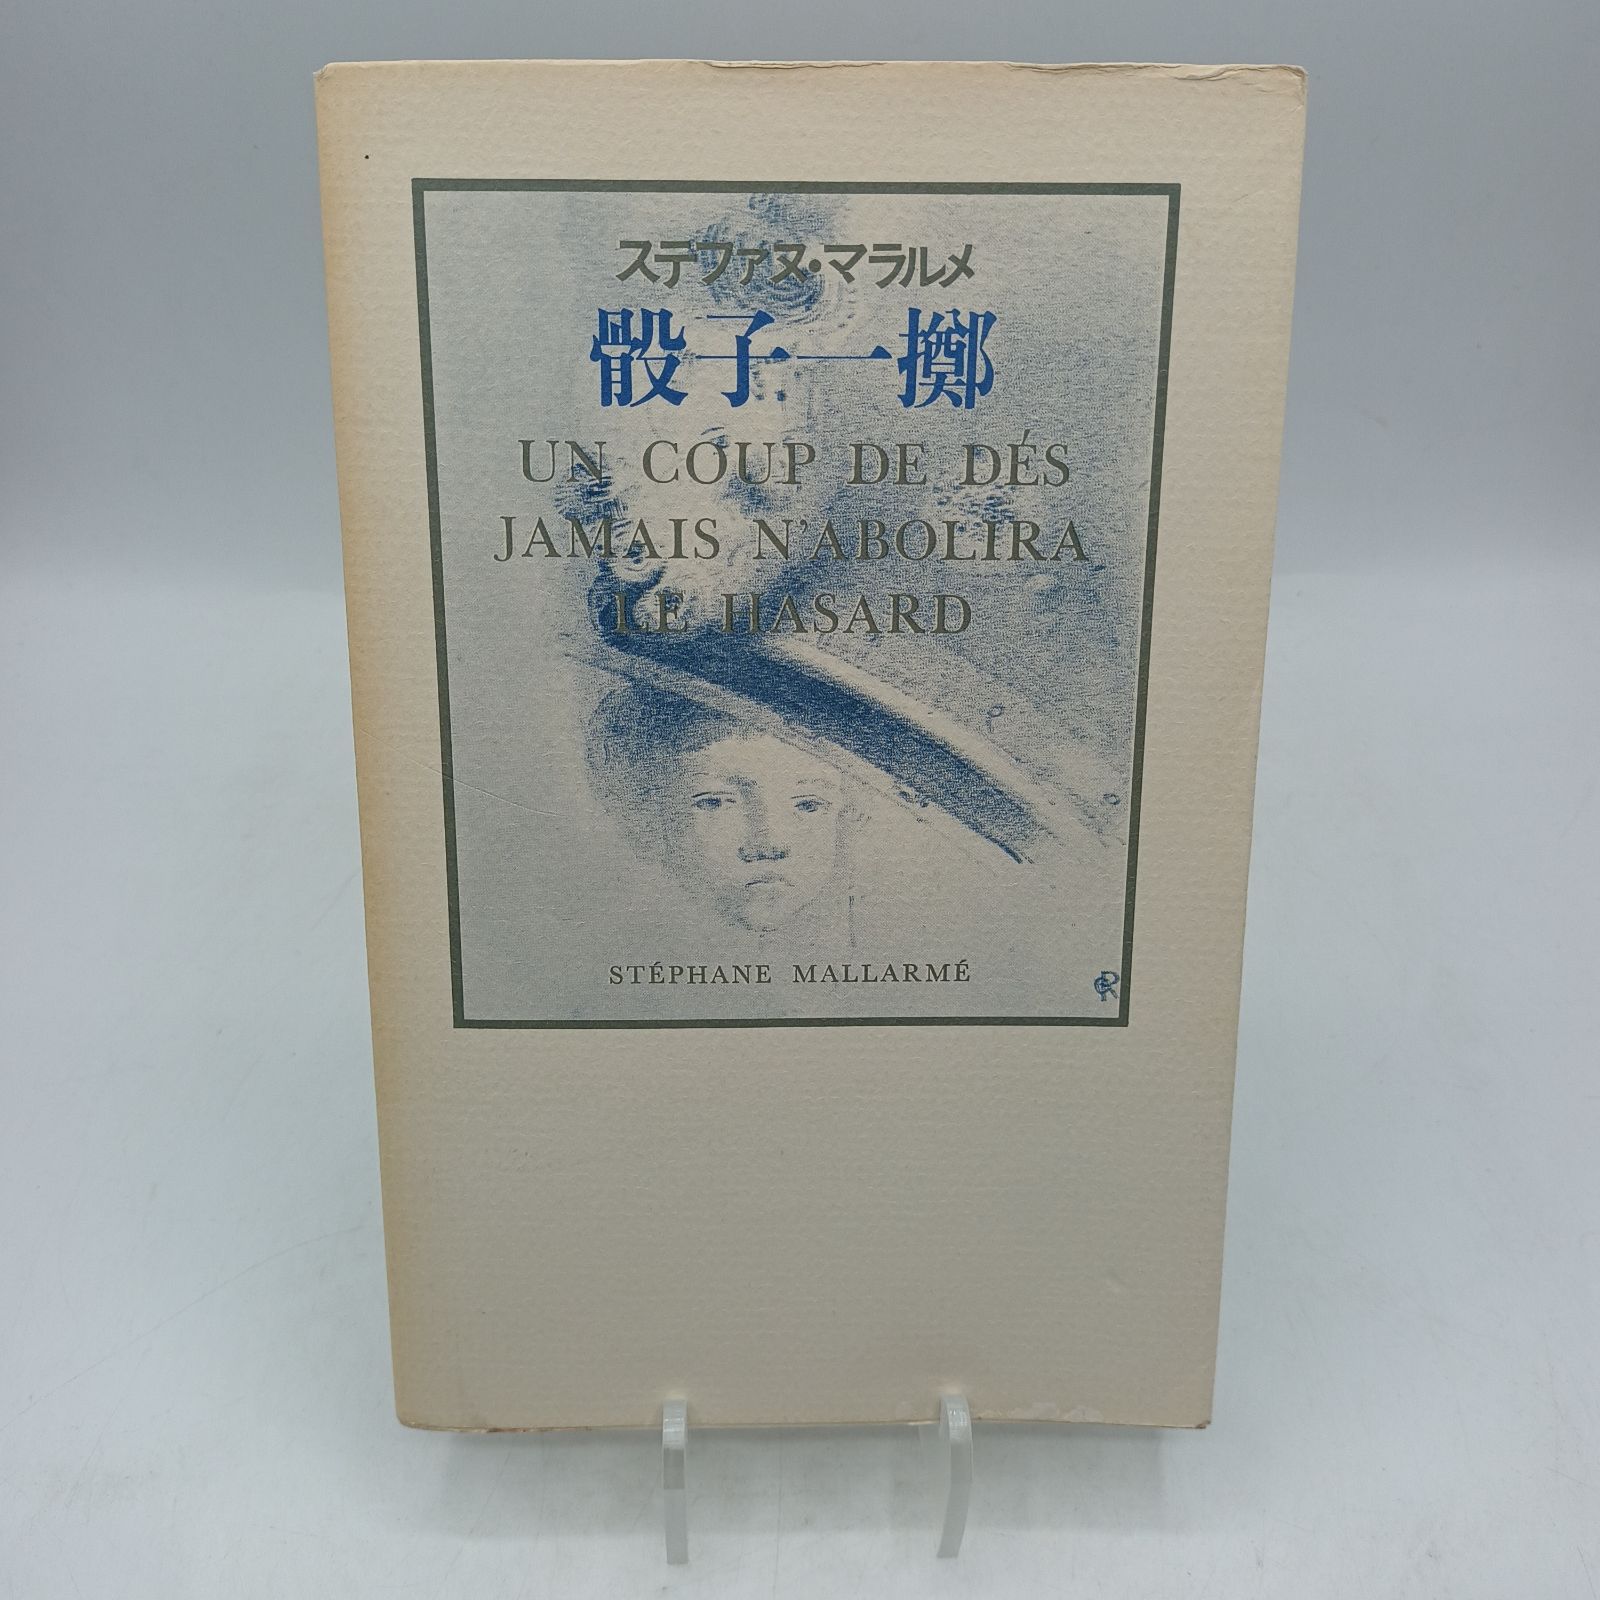 ステファヌ・マラルメ
骰子一擲
UN COUP DE DÉS
JAMAIS N'ABOLIRA
LE HASARD
STÉPHANE MALLARMÉ